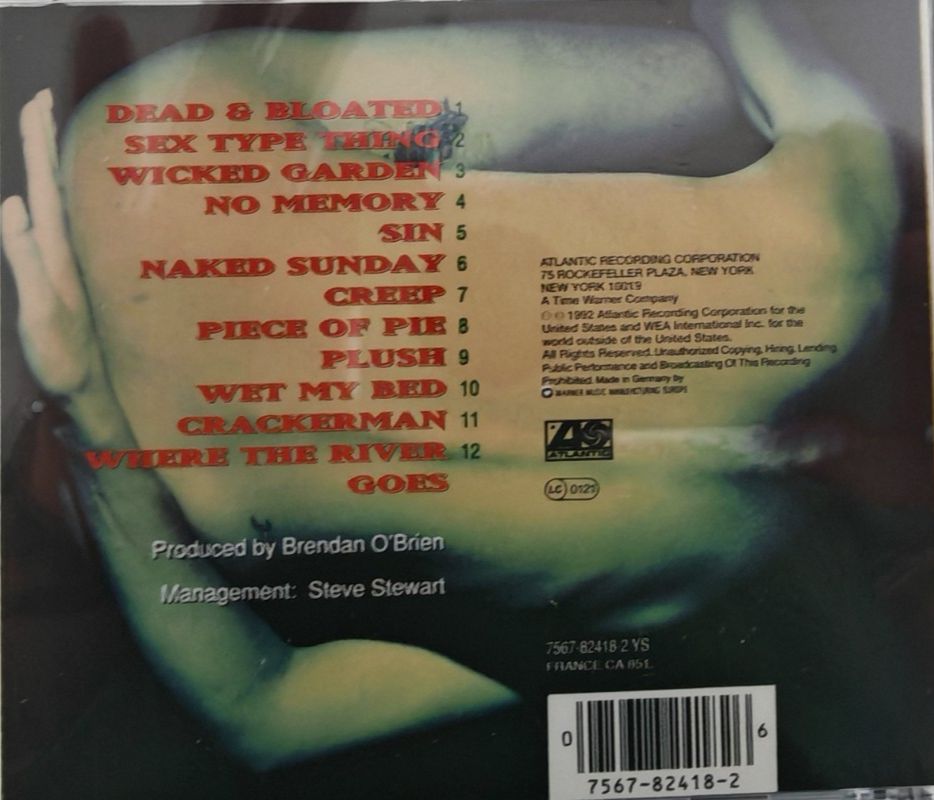 DEAD & BLOATED 1
SEX TYPE THING 2
WICKED GARDEN 3
NO MEMORY 4
SIN 5
NAKED SUNDAY 6
CREEP 7
PIECE OF PIE 8
PLUSH 9
WET MY BED 10
CRACKERMAN 11
WHERE THE RIVER 12
GOES
Produced by Brendan O'Brien
Management: Steve Stewart
ATLANTIC RECORDING CORPORATION
75 ROCKEFELLER PLAZA, NEW YORK
NEW YORK 10019
A Time Warner Company
℗ © 1992 Atlantic Recording Corporation for the
United States and WEA International Inc. for the
world outside of the United States.
All Rights Reserved. Unauthorized Copying, Hiring, Lending,
Public Performance and Broadcasting Of This Recording
Prohibited. Made in Germany by
WARNER MUSIC MANUFACTURING EUROPE
ATLANTIC
LC 0121
7567-82418-2 YS
FRANCE: CA 851
0 6
7567-82418-2